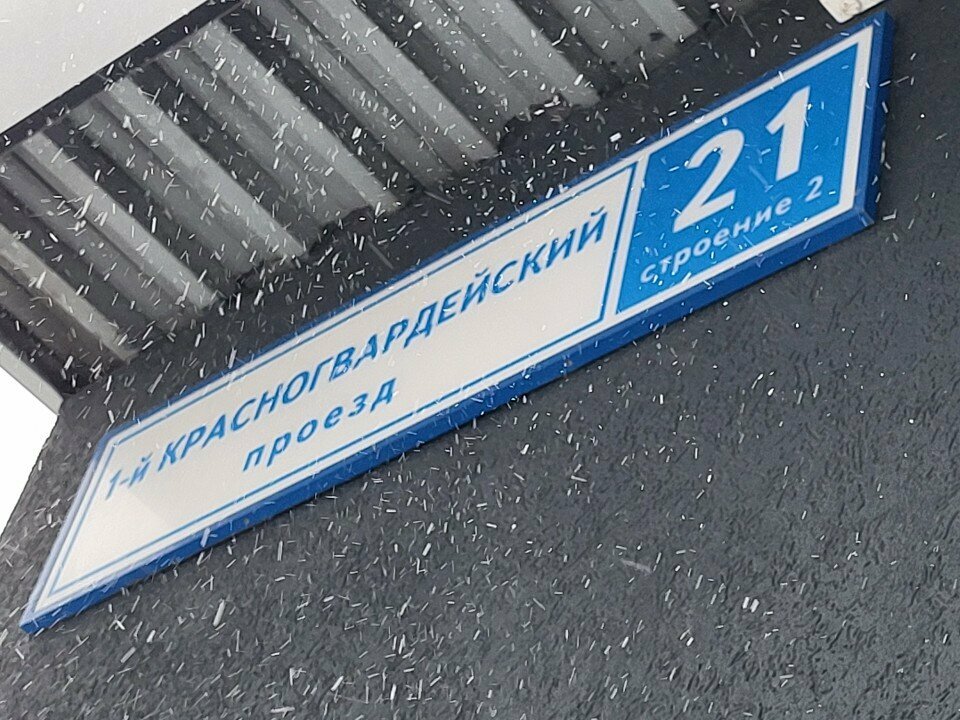 1-й КРАСНОГВАРДЕЙСКИЙ
проезд
21
строение 2